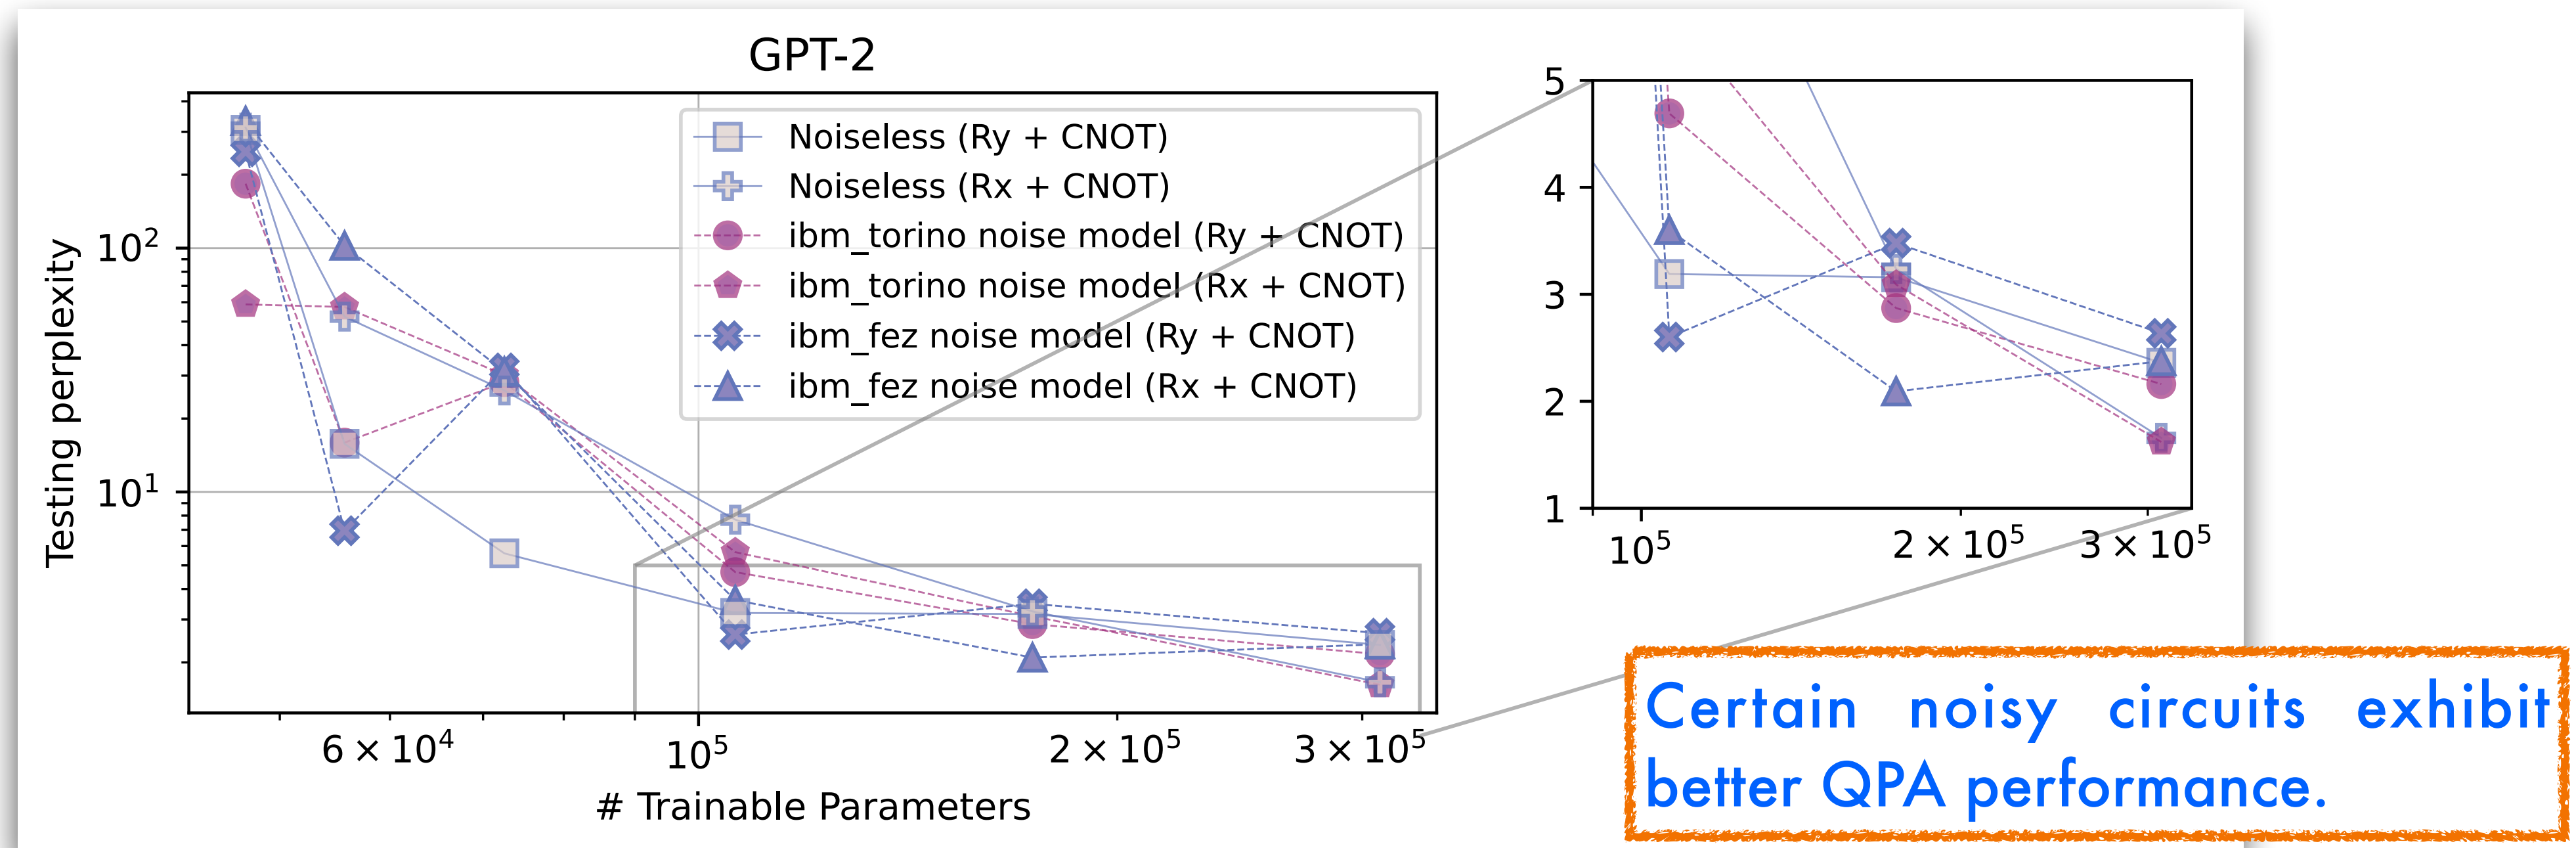 GPT-2
Testing perplexity
10²
10¹
Noiseless (Ry + CNOT)
Noiseless (Rx + CNOT)
ibm_torino noise model (Ry + CNOT)
ibm_torino noise model (Rx + CNOT)
ibm_fez noise model (Ry + CNOT)
ibm_fez noise model (Rx + CNOT)
6 × 10⁴ 10⁵ 2 × 10⁵ 3 × 10⁵
# Trainable Parameters
5
4
3
2
1
10⁵ 2 × 10⁵ 3 × 10⁵
Certain noisy circuits exhibit
better QPA performance.